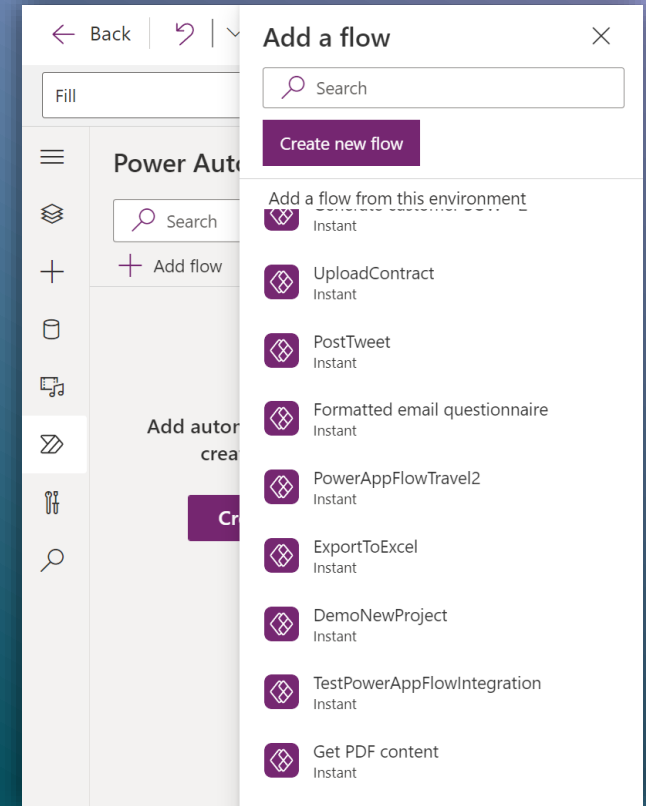 Back
Fill
Power Auto
Search
Add flow
Add autor
crea
Cr
Add a flow
Search
Create new flow
Add a flow from this environment
Instant
UploadContract
Instant
PostTweet
Instant
Formatted email questionnaire
Instant
PowerAppFlowTravel2
Instant
ExportToExcel
Instant
DemoNewProject
Instant
TestPowerAppFlowIntegration
Instant
Get PDF content
Instant